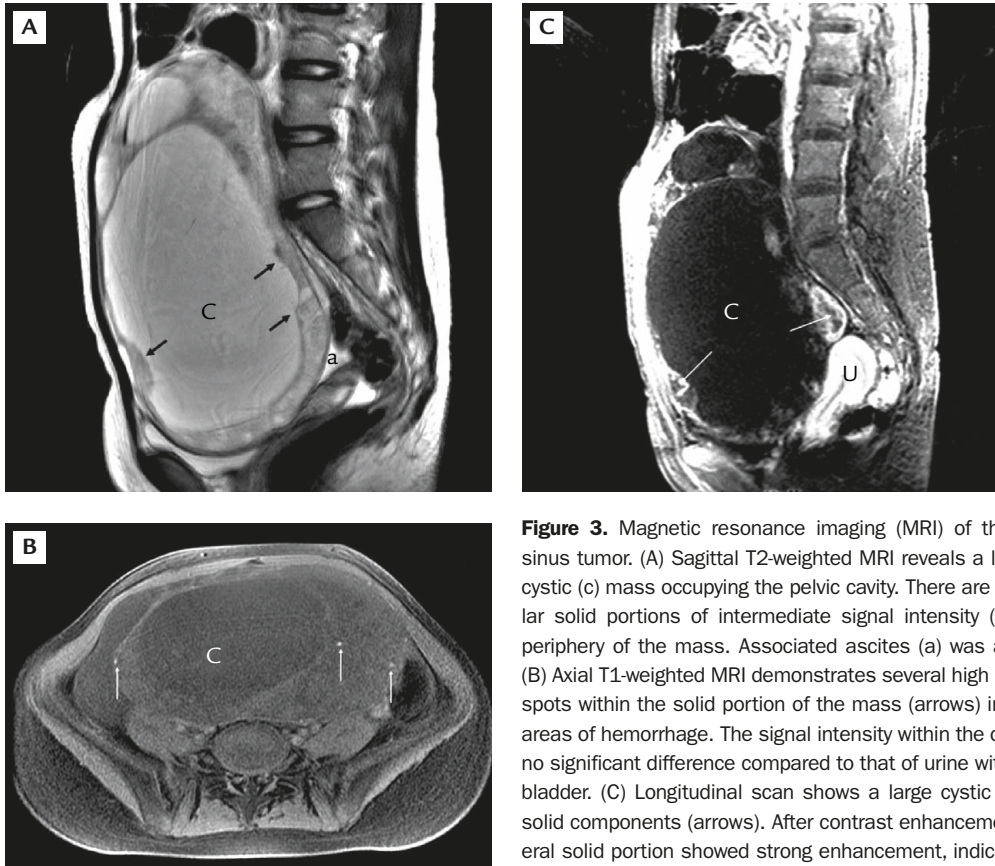 A
C
a
C
C
U
B
C
Figure 3. Magnetic resonance imaging (MRI) of th
sinus tumor. (A) Sagittal T2-weighted MRI reveals a l
cystic (c) mass occupying the pelvic cavity. There are
lar solid portions of intermediate signal intensity (
periphery of the mass. Associated ascites (a) was a
(B) Axial T1-weighted MRI demonstrates several high
spots within the solid portion of the mass (arrows) in
areas of hemorrhage. The signal intensity within the c
no significant difference compared to that of urine wit
bladder. (C) Longitudinal scan shows a large cystic
solid components (arrows). After contrast enhanceme
eral solid portion showed strong enhancement, indic